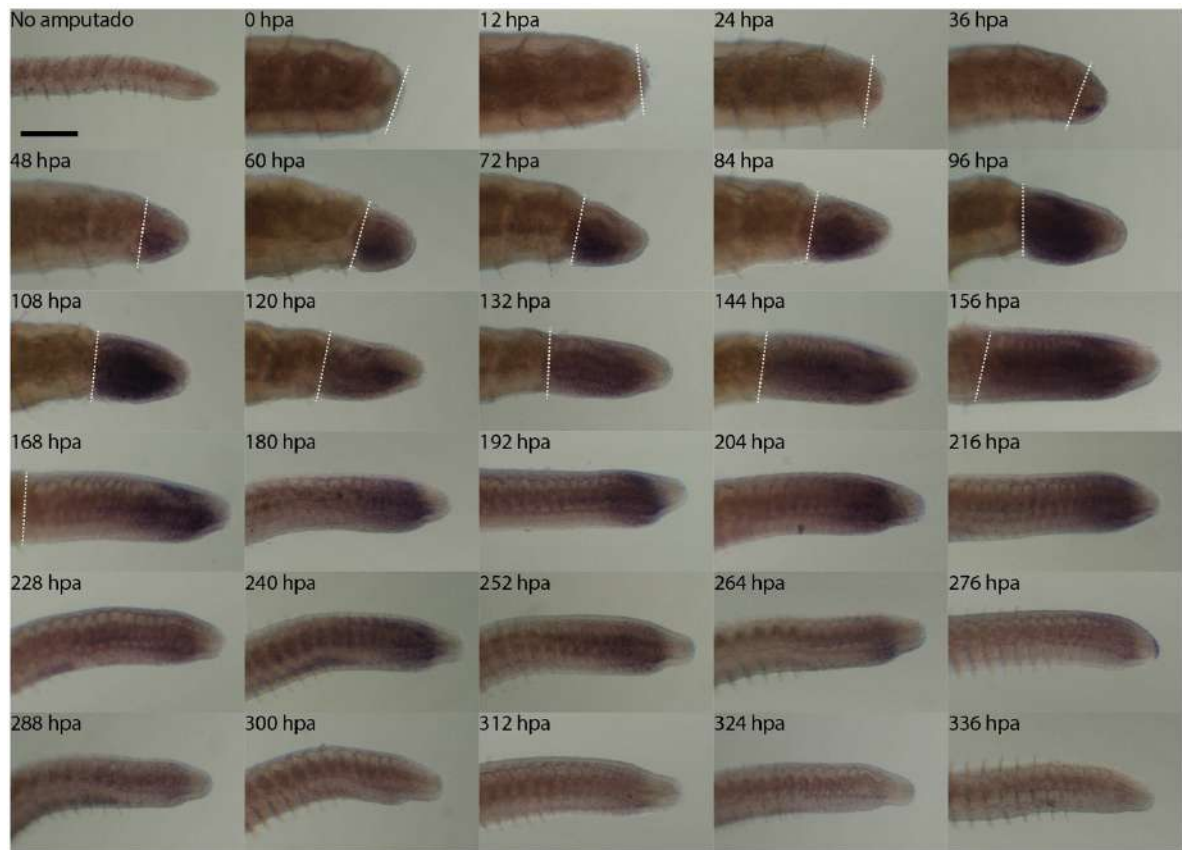 No amputado 0 hpa 12 hpa 24 hpa 36 hpa
48 hpa 60 hpa 72 hpa 84 hpa 96 hpa
108 hpa 120 hpa 132 hpa 144 hpa 156 hpa
168 hpa 180 hpa 192 hpa 204 hpa 216 hpa
228 hpa 240 hpa 252 hpa 264 hpa 276 hpa
288 hpa 300 hpa 312 hpa 324 hpa 336 hpa